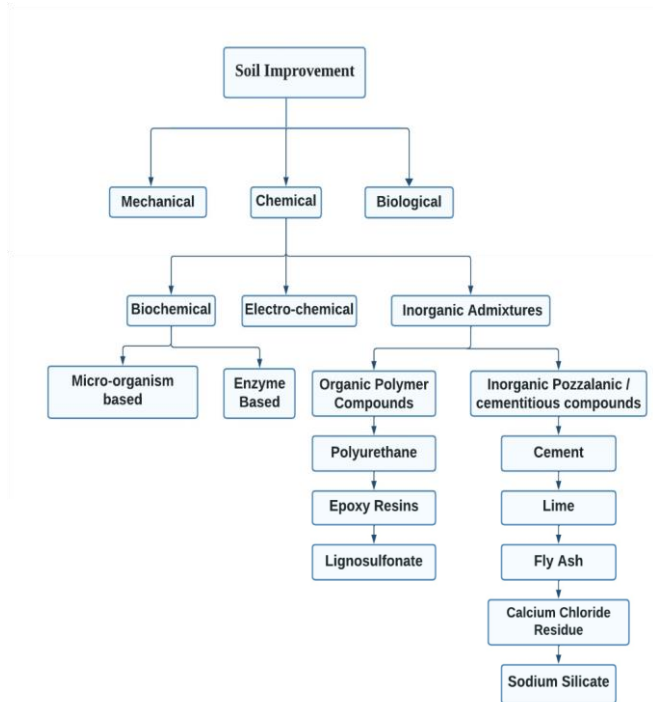 Soil Improvement
Mechanical
Chemical
Biological
Biochemical
Electro-chemical
Inorganic Admixtures
Micro-organism
based
Enzyme
Based
Organic Polymer
Compounds
Inorganic Pozzalanic /
cementitious compounds
Polyurethane
Cement
Epoxy Resins
Lime
Lignosulfonate
Fly Ash
Calcium Chloride
Residue
Sodium Silicate